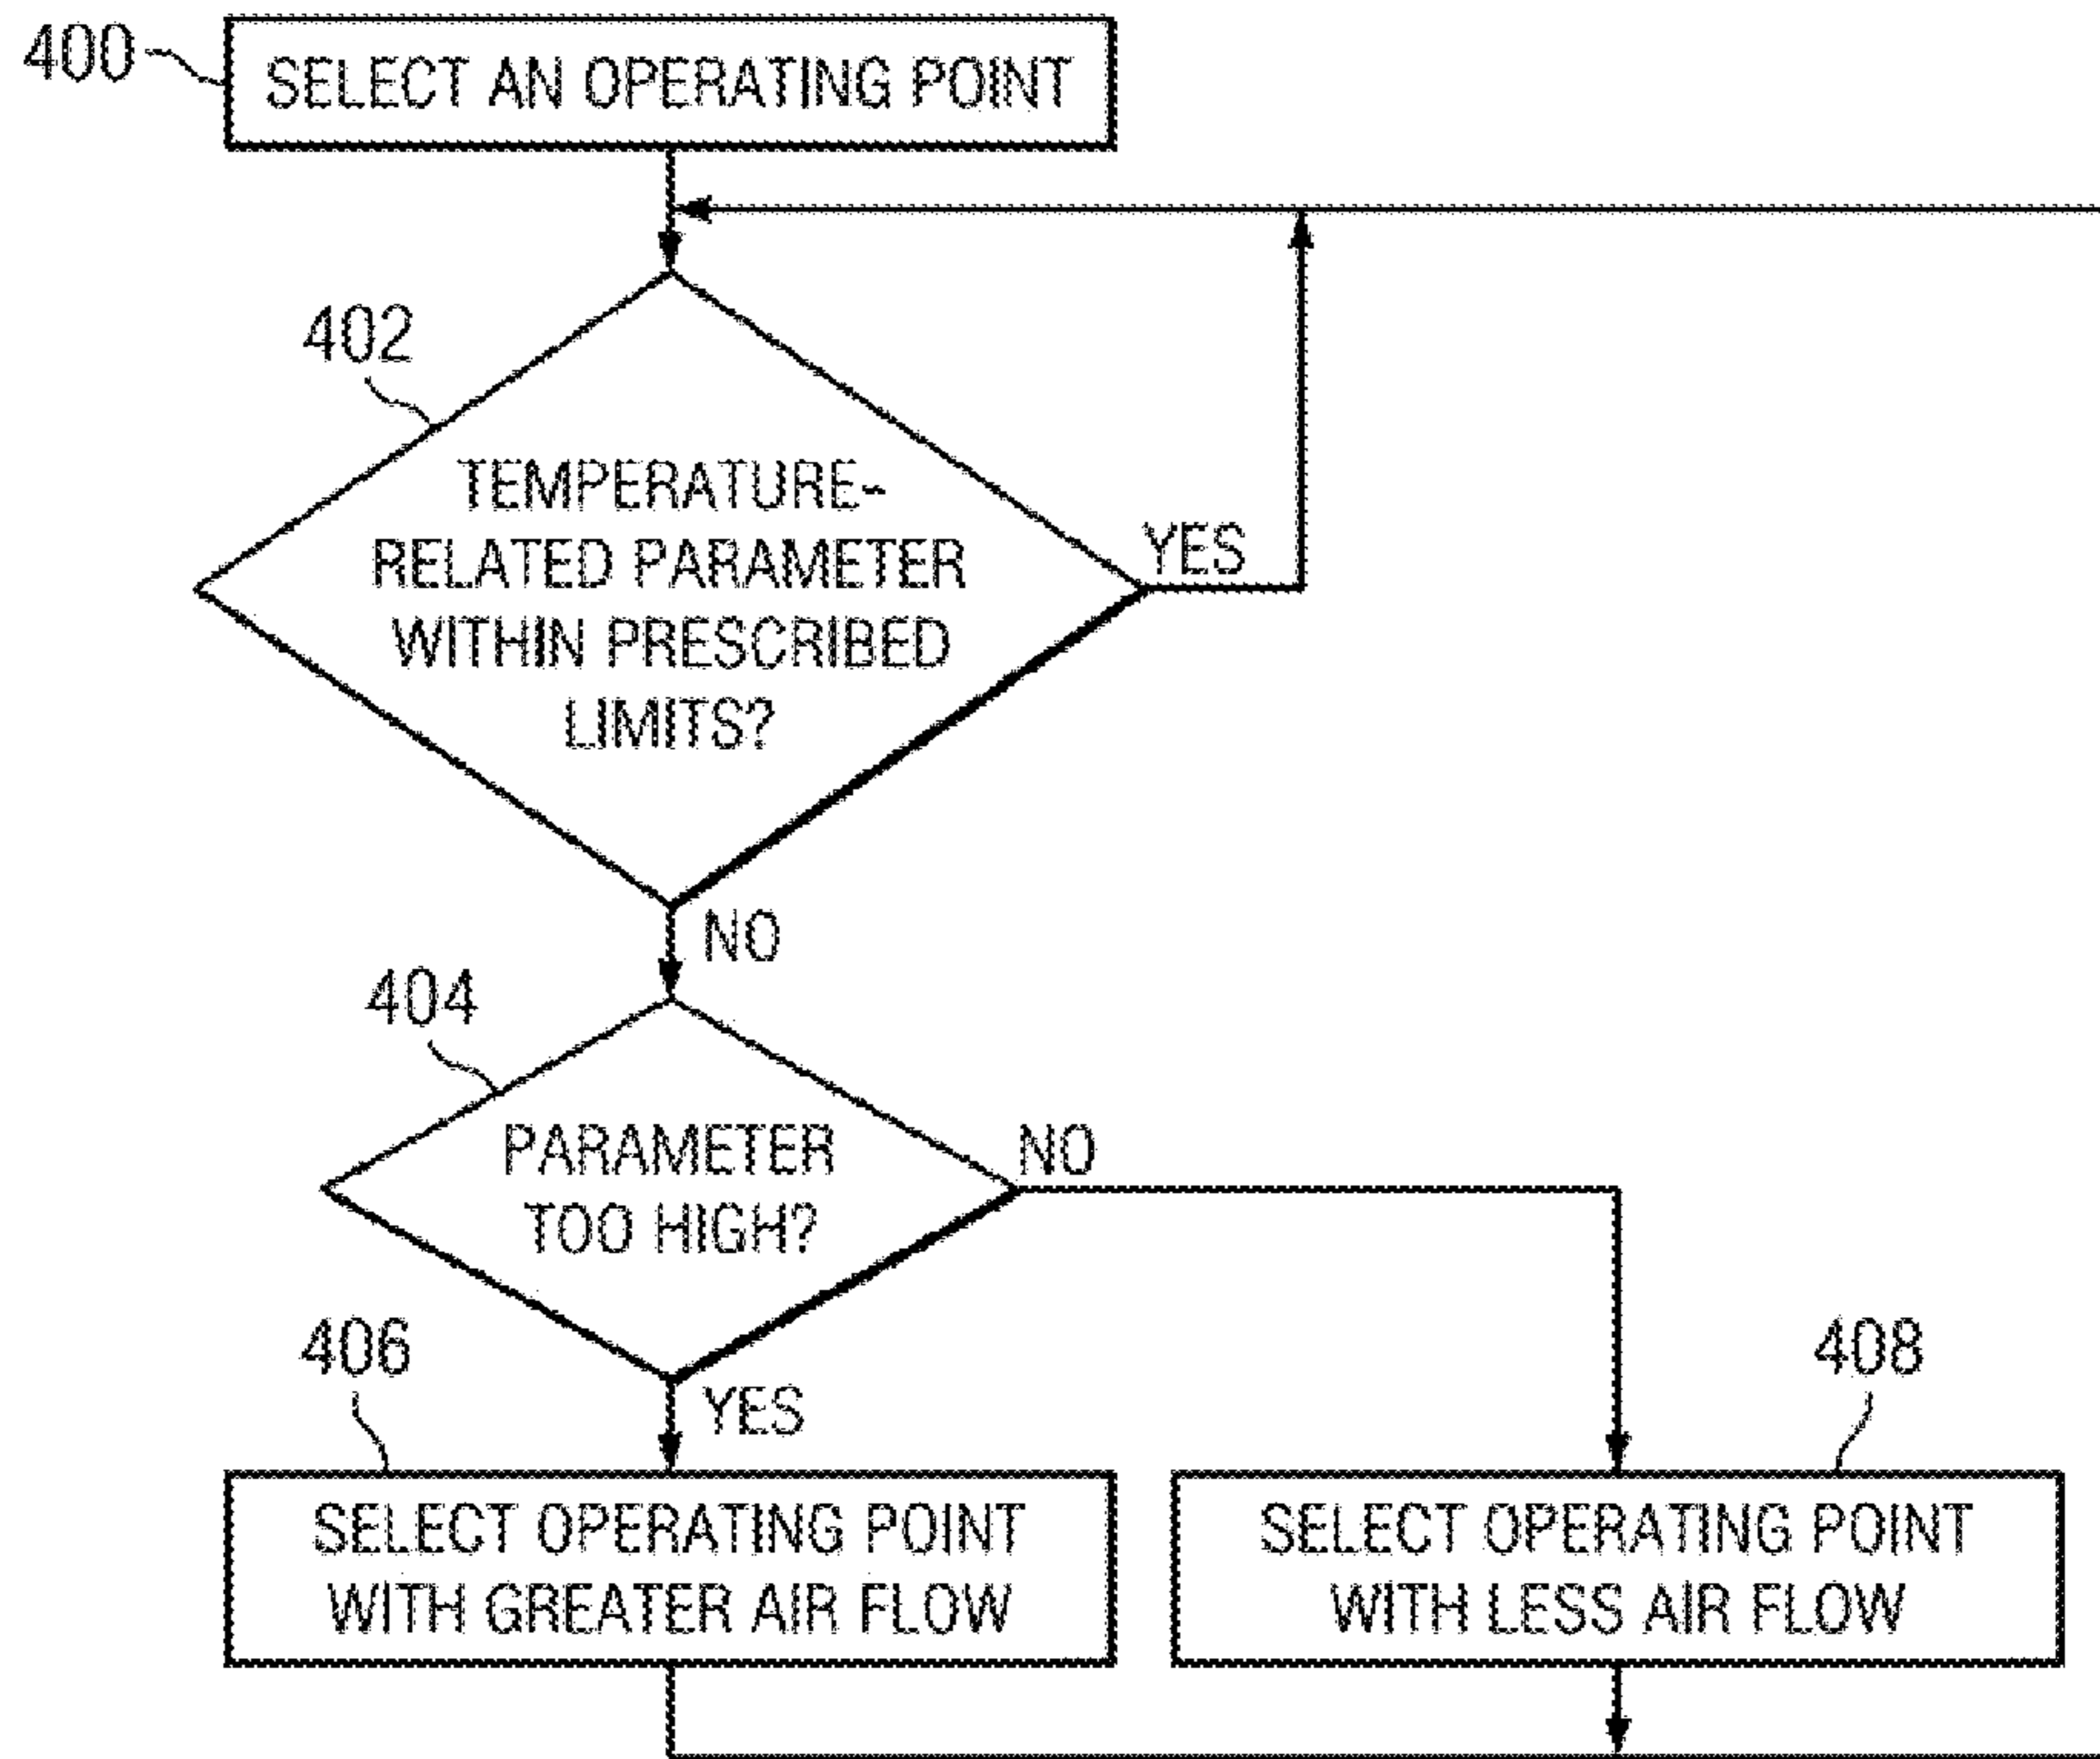 400
SELECT AN OPERATING POINT
402
TEMPERATURE-
RELATED PARAMETER
WITHIN PRESCRIBED
LIMITS?
YES
NO
404
PARAMETER
TOO HIGH?
NO
YES
406
SELECT OPERATING POINT
WITH GREATER AIR FLOW
408
SELECT OPERATING POINT
WITH LESS AIR FLOW